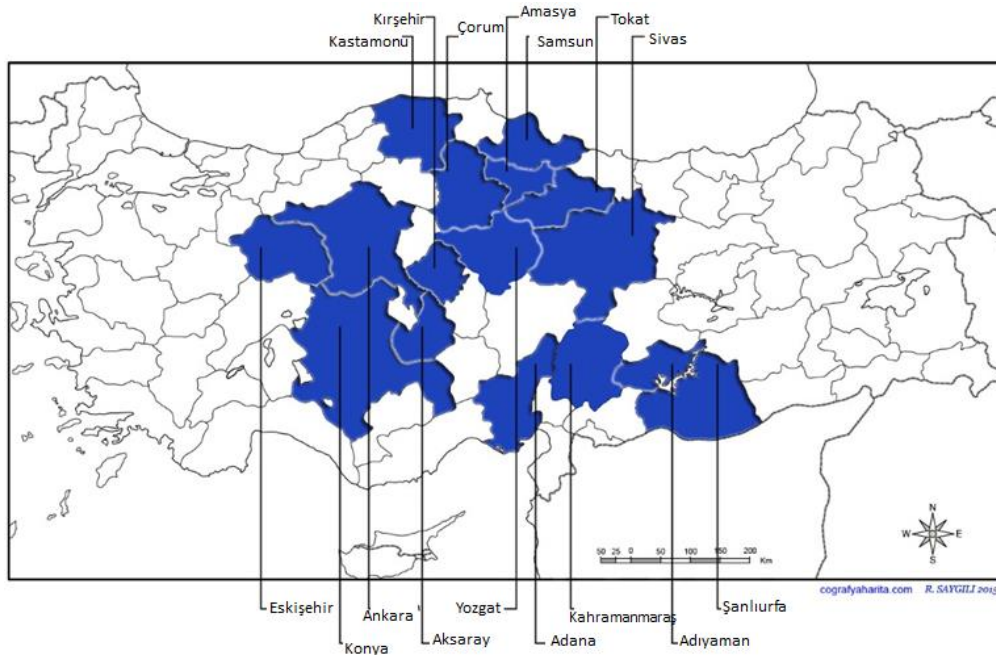 Kırşehir
Amasya
Çorum
Tokat
Kastamonü
Samsun
Sivas
N
W E
S
50 25 0 50 100 150 200
Km
cografyaharita.com R. SAYGILI 2015
Eskişehir
Ankara
Yozgat
Kahramanmaraş
Şanlıurfa
Konya
Aksaray
Adana
Adıyaman